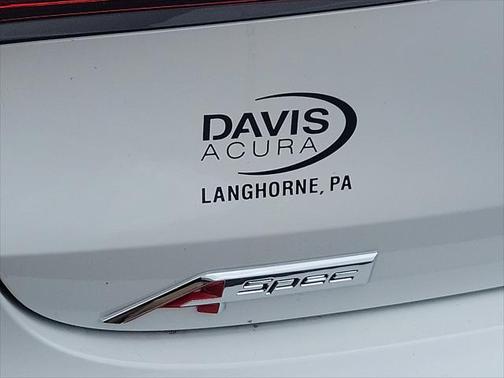 DAVIS
ACURA
LANGHORNE, PA
A Spec